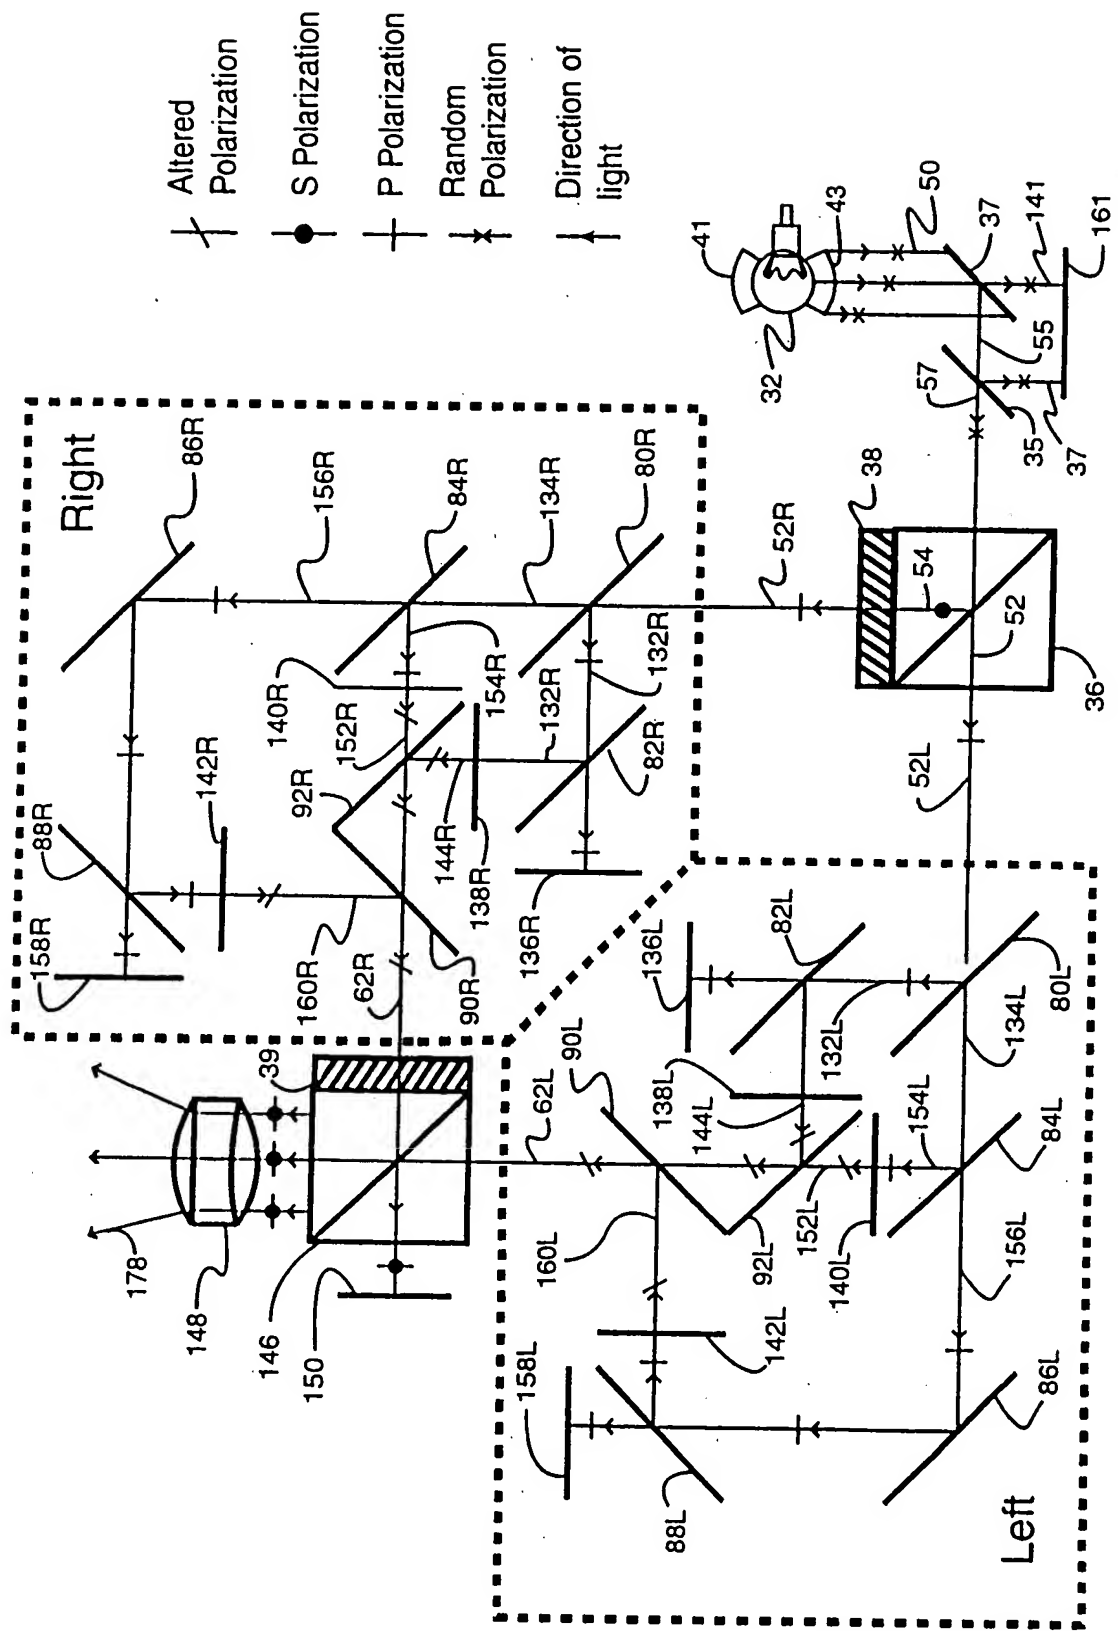 Left
Right
Altered
Polarization
S Polarization
P Polarization
Random
Polarization
Direction of
light
178
148
146
150
39
158R
88R
142R
86R
160R
62R
90R
92R
140R
152R
144R
138R
136R
154R
156R
84R
134R
132R
132R
82R
80R
52R
158L
88L
142L
160L
90L
62L
92L
152L
140L
144L
138L
136L
82L
132L
154L
84L
134L
80L
156L
86L
52L
38
54
52
36
41
32
43
50
37
57
55
35
37
141
161